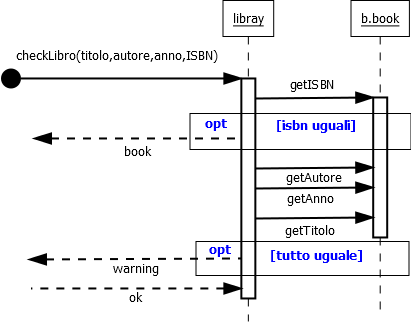 libray
b.book
checkLibro(titolo,autore,anno,ISBN)
getISBN
opt
[isbn uguali]
book
getAutore
getAnno
getTitolo
opt
[tutto uguale]
warning
ok